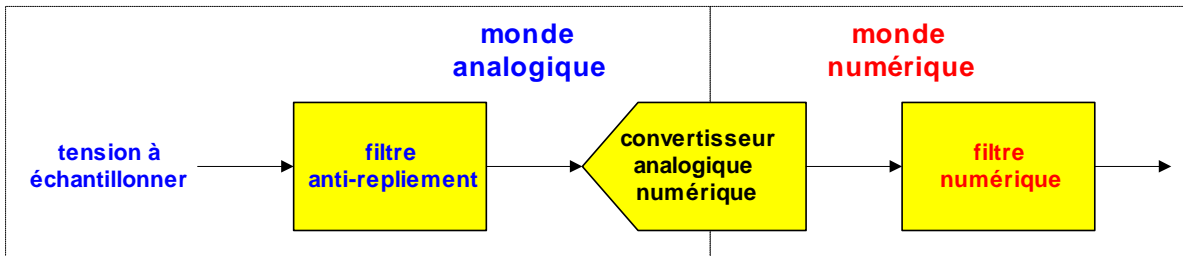 monde
analogique
monde
numérique
tension à
échantillonner
filtre
anti-repliement
convertisseur
analogique
numérique
filtre
numérique